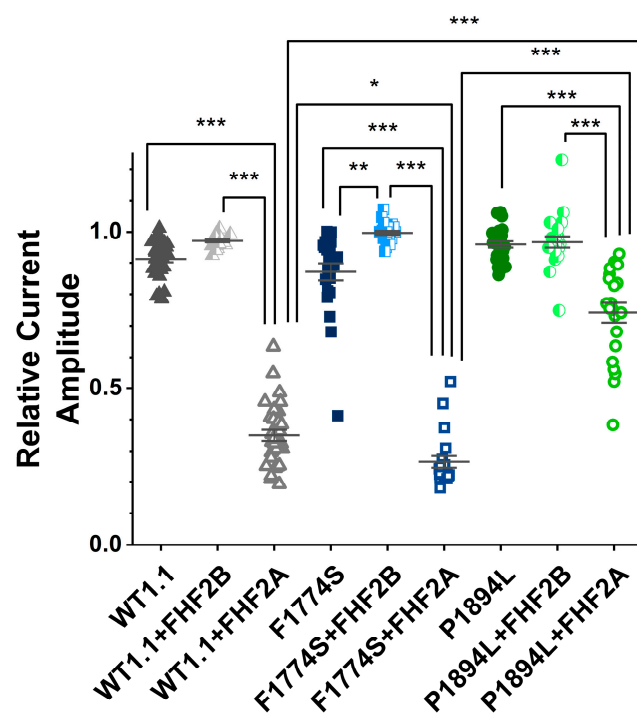 ***
***
*
***
***
***
***
**
***
***
1.0
0.5
0.0
Relative Current
Amplitude
WT1.1
WT1.1+FHF2B
WT1.1+FHF2A
F1774S
F1774S+FHF2B
F1774S+FHF2A
P1894L
P1894L+FHF2B
P1894L+FHF2A